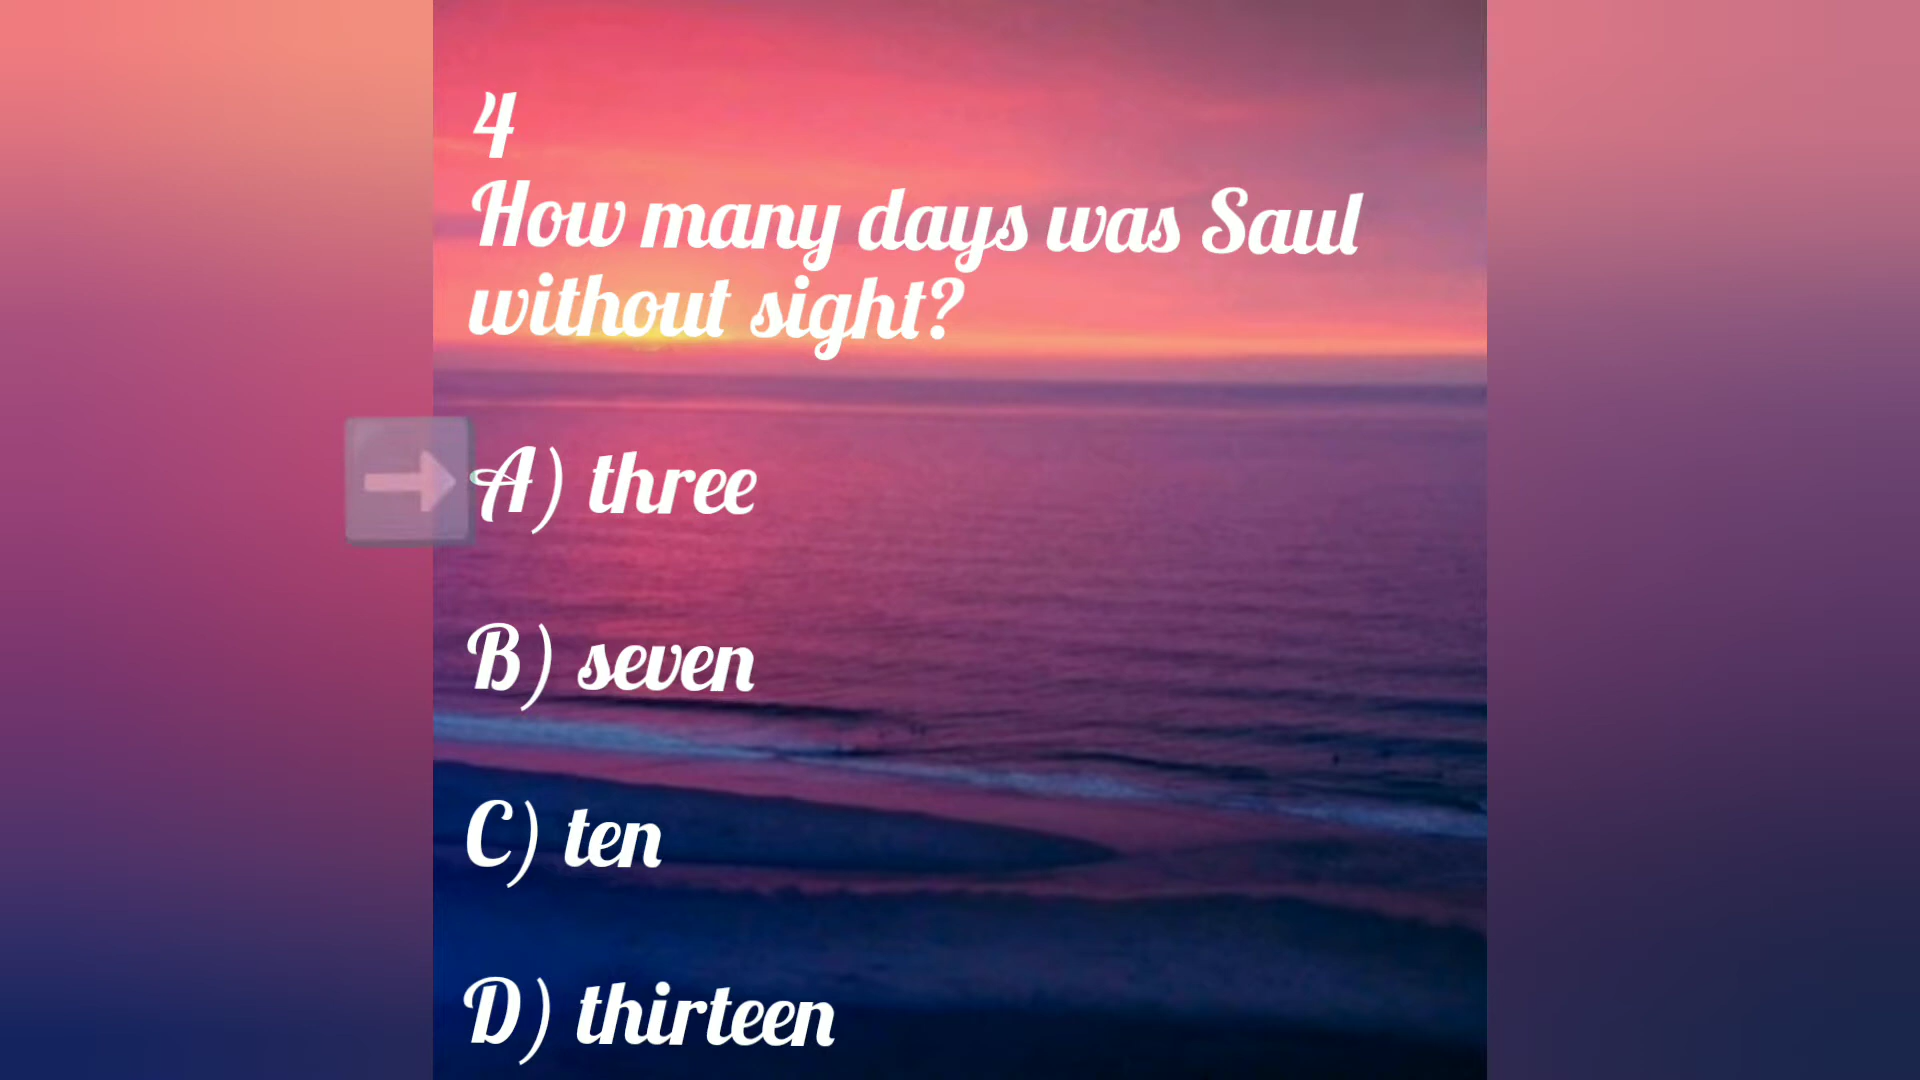 4
How many days was Saul
without sight?
A) three
B) seven
C) ten
D) thirteen